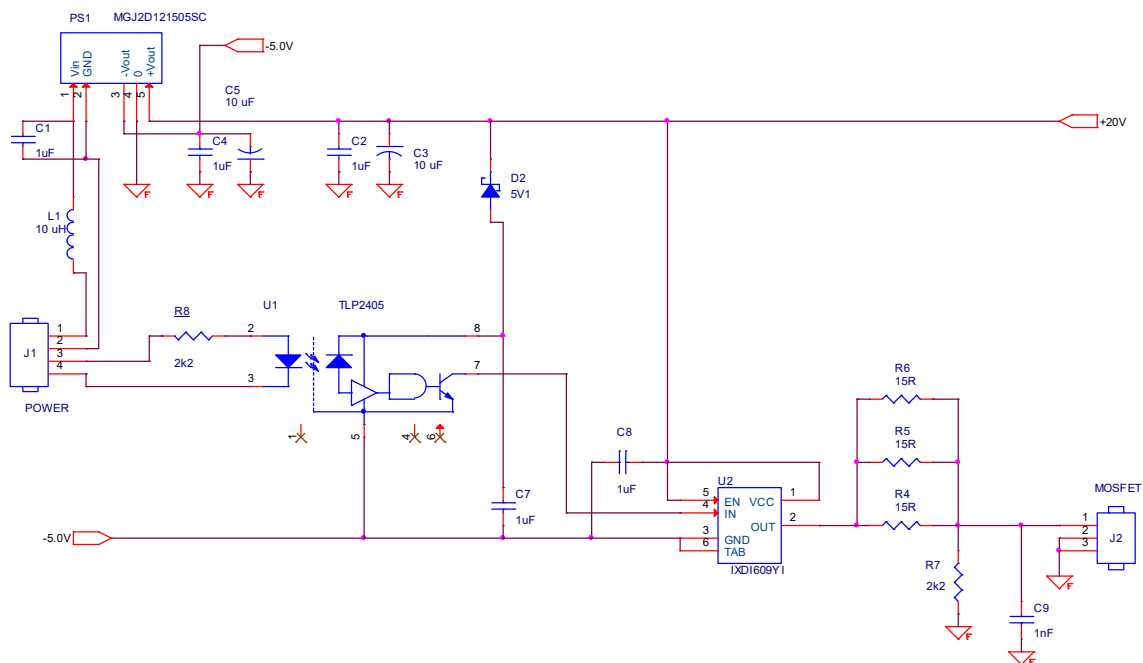 PS1 MGJ2D121505SC
Vin
GND
-Vout
0
+Vout
1
2
3
4
5
-5.0V
C5
10 uF
C1
1uF
C4
1uF
C2
1uF
C3
10 uF
+20V
F
F
F
F
F
D2
5V1
L1
10 uH
R8
2k2
U1
TLP2405
2
3
8
7
1
5
4
6
J1
1
2
3
4
POWER
C8
1uF
C7
1uF
-5.0V
U2
5
4
3
6
EN
IN
GND
TAB
VCC
OUT
1
2
IXDI609YI
R6
15R
R5
15R
R4
15R
R7
2k2
F
C9
1nF
F
MOSFET
1
2
3
J2
F